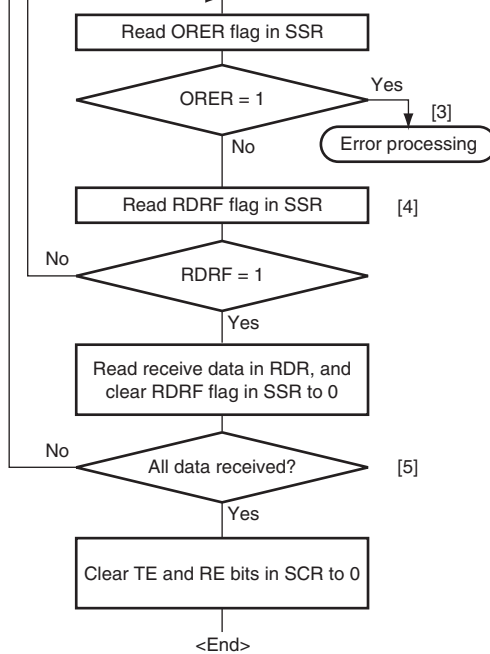 Read ORER flag in SSR
ORER = 1
Yes
[3]
Error processing
No
Read RDRF flag in SSR
[4]
No
RDRF = 1
Yes
Read receive data in RDR, and
clear RDRF flag in SSR to 0
No
All data received?
[5]
Yes
Clear TE and RE bits in SCR to 0
<End>